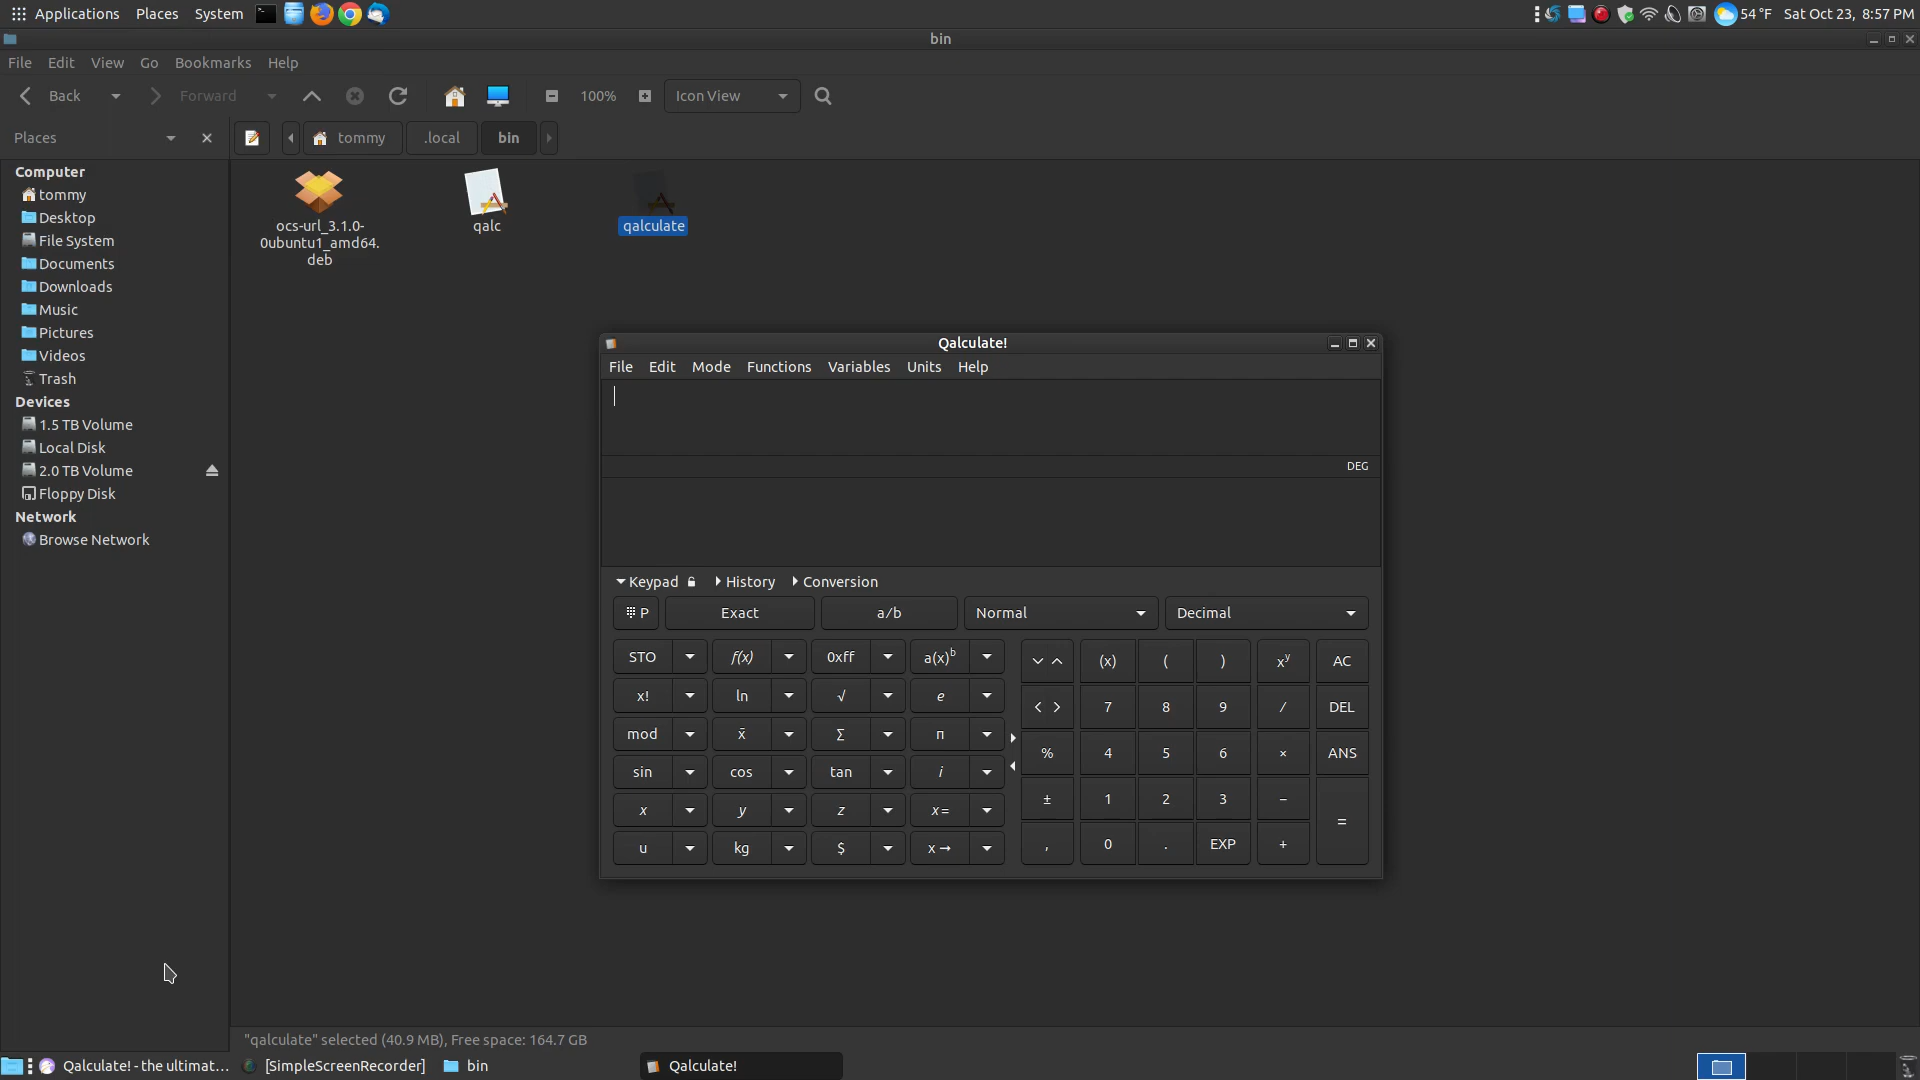 Applications Places System 54 °F Sat Oct 23, 8:57 PM
bin
File Edit View Go Bookmarks Help
Back Forward 100% Icon View
Places tommy .local bin
Computer
tommy
Desktop
File System
Documents
Downloads
Music
Pictures
Videos
Trash
Devices
1.5 TB Volume
Local Disk
2.0 TB Volume
Floppy Disk
Network
Browse Network
ocs-url_3.1.0-
0ubuntu1_amd64.
deb
qalc
qalculate
Qalculate!
File Edit Mode Functions Variables Units Help
DEG
Keypad History Conversion
P Exact a/b Normal Decimal
STO f(x) 0xff a(x)ᵇ (x) ( ) xʸ AC
x! ln √ e < > 7 8 9 / DEL
mod x̄ ∑ π % 4 5 6 × ANS
sin cos tan i ± 1 2 3 − =
x y z x= , 0 . EXP +
u kg $ x →
"qalculate" selected (40.9 MB), Free space: 164.7 GB
Qalculate! - the ultimat... [SimpleScreenRecorder] bin Qalculate!